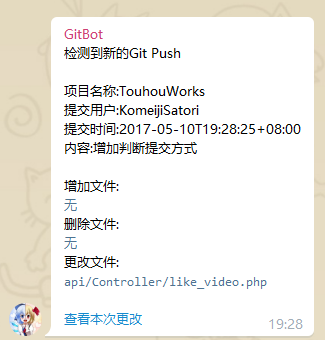 GitBot
检测到新的Git Push
项目名称:TouhouWorks
提交用户:KomeijiSatori
提交时间:2017-05-10T19:28:25+08:00
内容:增加判断提交方式
增加文件:
无
删除文件:
无
更改文件:
api/Controller/like_video.php
查看本次更改
19:28